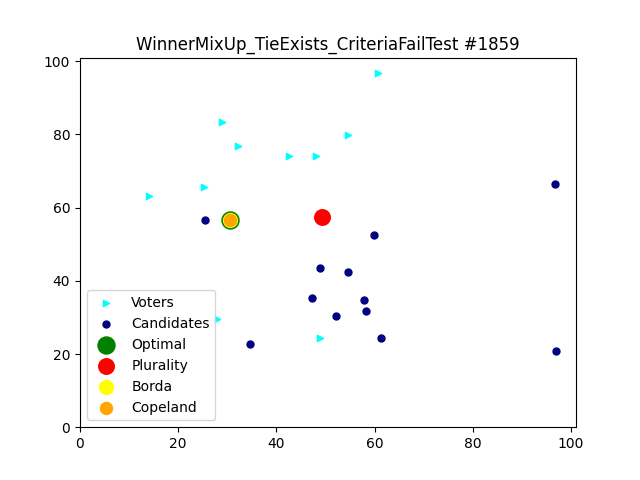 WinnerMixUp_TieExists_CriteriaFailTest #1859
100
80
60
40
20
0
0 20 40 60 80 100
Voters
Candidates
Optimal
Plurality
Borda
Copeland